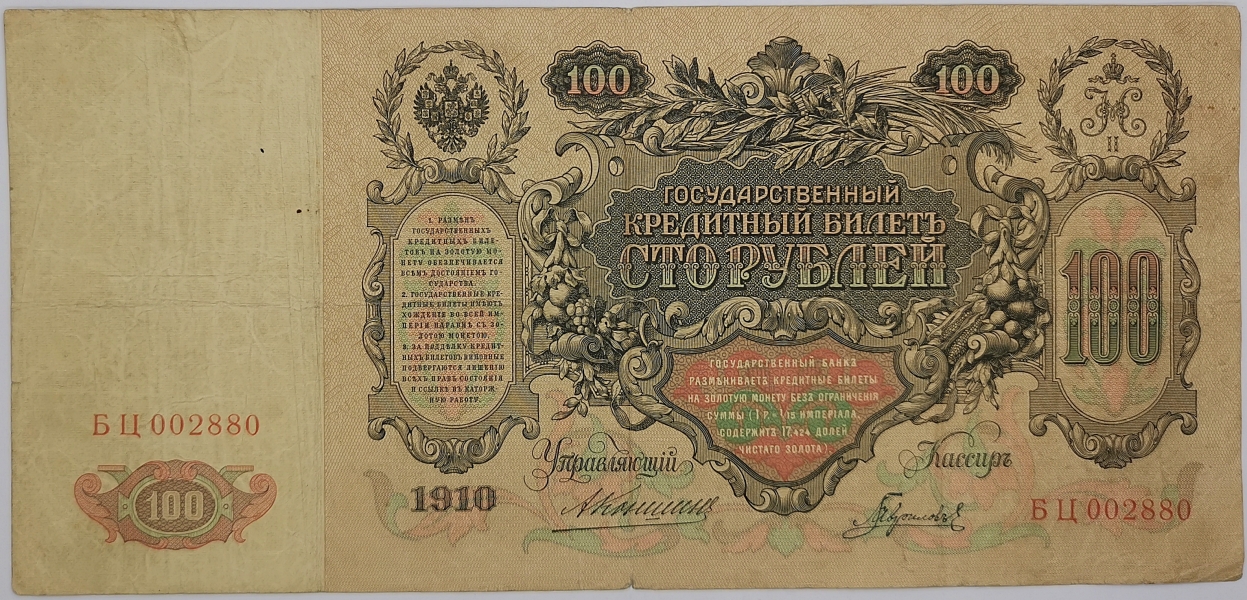 100
100
II
ГОСУДАРСТВЕННЫЙ
КРЕДИТНЫЙ БИЛЕТЪ
СТО РУБЛЕЙ
1. РАЗМѢНЪ
ГОСУДАРСТВЕННЫХЪ
КРЕДИТНЫХЪ БИЛЕ-
ТОВЪ НА ЗОЛОТУЮ МО-
НЕТУ ОБЕЗПЕЧИВАЕТСЯ
ВСѢМЪ ДОСТОЯНІЕМЪ ГО-
СУДАРСТВА.
2. ГОСУДАРСТВЕННЫЕ КРЕ-
ДИТНЫЕ БИЛЕТЫ ИМѢЮТЪ
ХОЖДЕНІЕ ВО ВСЕЙ ИМ-
ПЕРІИ НАРАВНѢ СЪ ЗО-
ЛОТОЮ МОНЕТОЮ.
3. ЗА ПОДДѢЛКУ КРЕДИТ-
НЫХЪ БИЛЕТОВЪ ВИНОВНЫЕ
ПОДВЕРГАЮТСЯ ЛИШЕНІЮ
ВСѢХЪ ПРАВЪ СОСТОЯНІЯ
И ССЫЛКѢ ВЪ КАТОРЖ-
НУЮ РАБОТУ.
100
ГОСУДАРСТВЕННЫЙ БАНКЪ
РАЗМѢНИВАЕТЪ КРЕДИТНЫЕ БИЛЕТЫ
НА ЗОЛОТУЮ МОНЕТУ БЕЗЪ ОГРАНИЧЕНІЯ
СУММЫ (1 Р. = 1/15 ИМПЕРІАЛА,
СОДЕРЖИТЪ 17,424 ДОЛЕЙ
ЧИСТАГО ЗОЛОТА).
Управляющій
Кассиръ
БЦ 002880
100
1910
АКоншинъ
Гавриловъ
БЦ 002880